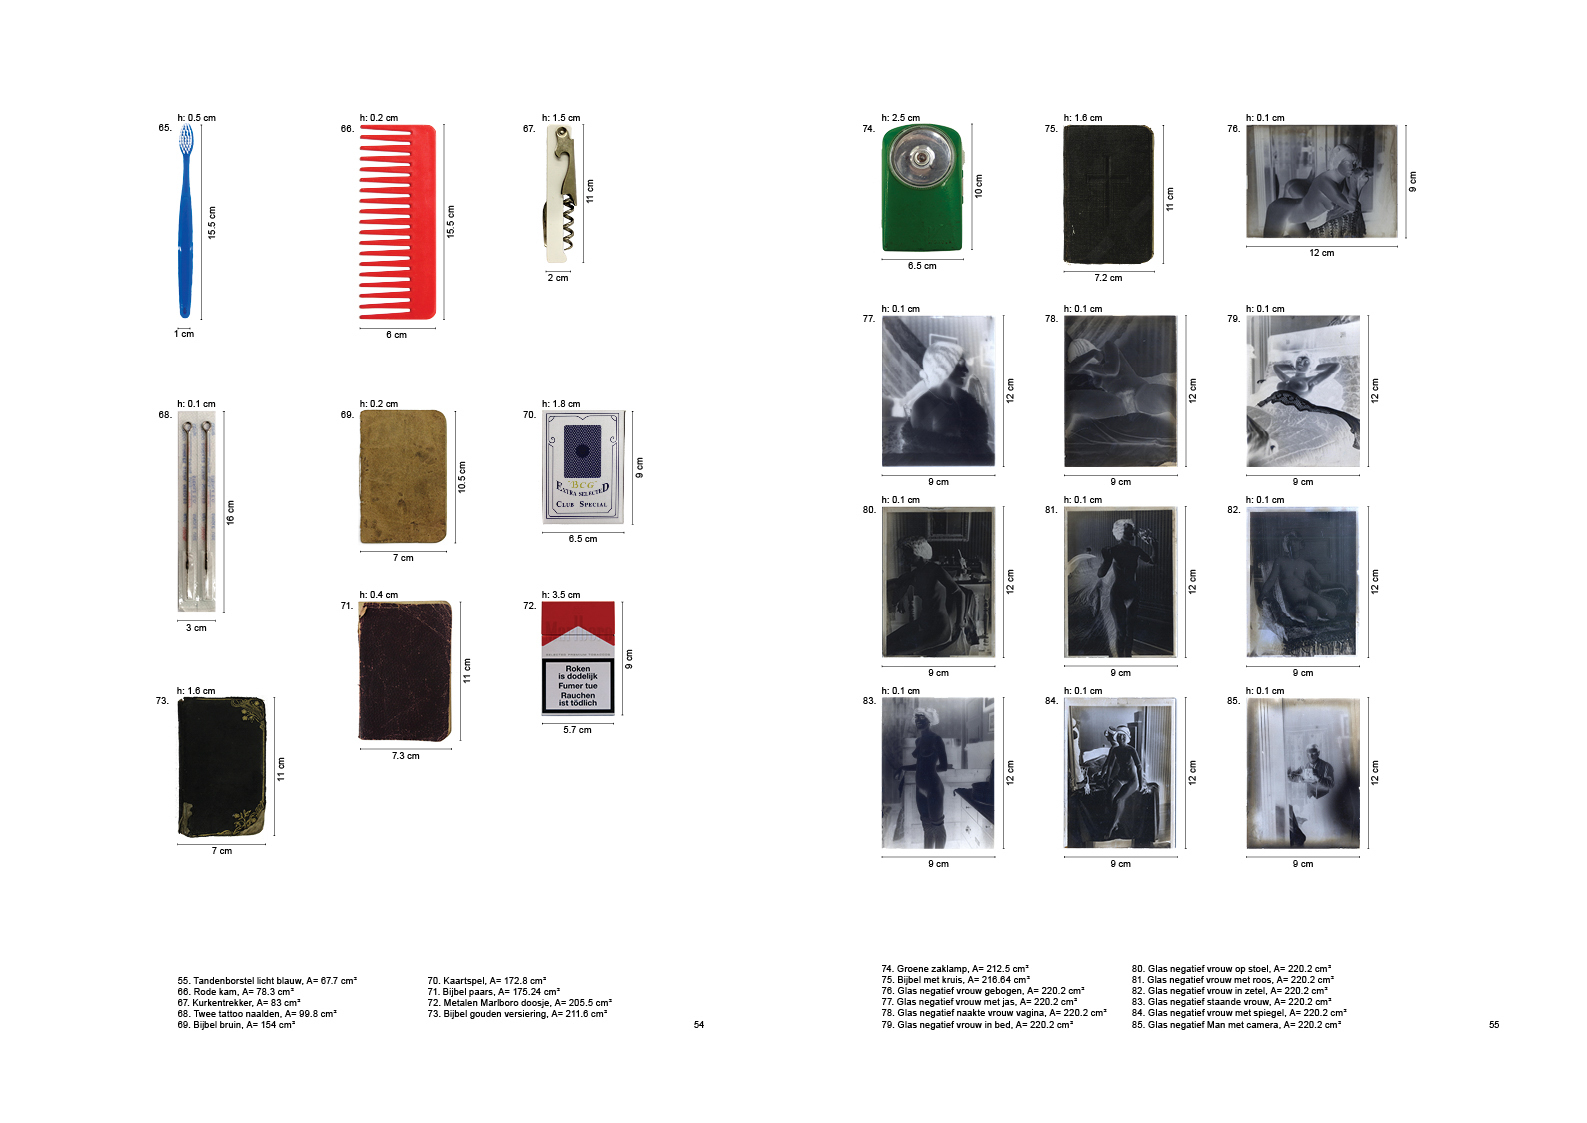 h: 0.5 cm
65.
15.5 cm
1 cm
h: 0.2 cm
66.
15.5 cm
6 cm
h: 1.5 cm
67.
11 cm
2 cm
h: 0.1 cm
68.
16 cm
3 cm
h: 0.2 cm
69.
10.5 cm
7 cm
h: 1.8 cm
70.
"BCG"
EXTRA SELECTED
CLUB SPECIAL
9 cm
6.5 cm
h: 0.4 cm
71.
11 cm
7.3 cm
h: 3.5 cm
72.
Marlboro
SELECTED PREMIUM TOBACCOS
Roken
is dodelijk
Fumer tue
Rauchen
ist tödlich
9 cm
5.7 cm
h: 1.6 cm
73.
11 cm
7 cm
55. Tandenborstel licht blauw, A= 67.7 cm²
66. Rode kam, A= 78.3 cm²
67. Kurkentrekker, A= 83 cm²
68. Twee tattoo naalden, A= 99.8 cm²
69. Bijbel bruin, A= 154 cm²
70. Kaartspel, A= 172.8 cm²
71. Bijbel paars, A= 175.24 cm²
72. Metalen Marlboro doosje, A= 205.5 cm²
73. Bijbel gouden versiering, A= 211.6 cm²
54
h: 2.5 cm
74.
10 cm
6.5 cm
h: 1.6 cm
75.
11 cm
7.2 cm
h: 0.1 cm
76.
9 cm
12 cm
h: 0.1 cm
77.
12 cm
9 cm
h: 0.1 cm
78.
12 cm
9 cm
h: 0.1 cm
79.
12 cm
9 cm
h: 0.1 cm
80.
12 cm
9 cm
h: 0.1 cm
81.
12 cm
9 cm
h: 0.1 cm
82.
12 cm
9 cm
h: 0.1 cm
83.
12 cm
9 cm
h: 0.1 cm
84.
12 cm
9 cm
h: 0.1 cm
85.
12 cm
9 cm
74. Groene zaklamp, A= 212.5 cm²
75. Bijbel met kruis, A= 216.64 cm²
76. Glas negatief vrouw gebogen, A= 220.2 cm²
77. Glas negatief vrouw met jas, A= 220.2 cm²
78. Glas negatief naakte vrouw vagina, A= 220.2 cm²
79. Glas negatief vrouw in bed, A= 220.2 cm²
80. Glas negatief vrouw op stoel, A= 220.2 cm²
81. Glas negatief vrouw met roos, A= 220.2 cm²
82. Glas negatief vrouw in zetel, A= 220.2 cm²
83. Glas negatief staande vrouw, A= 220.2 cm²
84. Glas negatief vrouw met spiegel, A= 220.2 cm²
85. Glas negatief Man met camera, A= 220.2 cm²
55